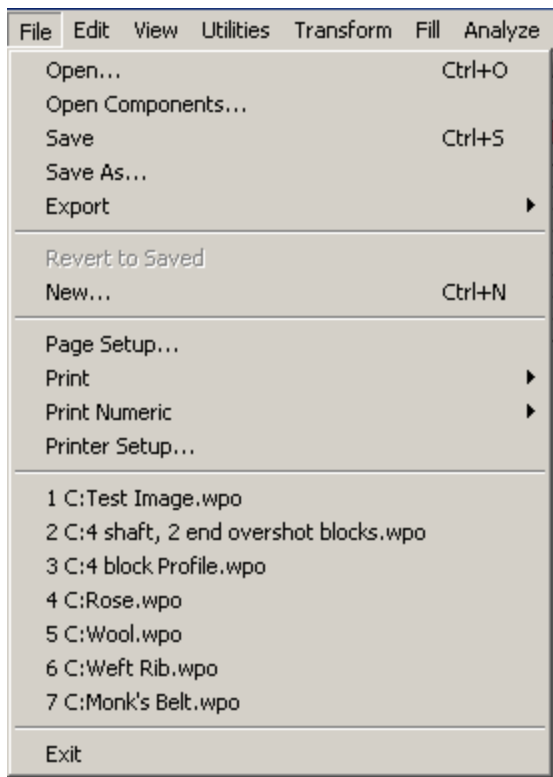 File Edit View Utilities Transform Fill Analyze
Open... Ctrl+O
Open Components...
Save Ctrl+S
Save As...
Export
Revert to Saved
New... Ctrl+N
Page Setup...
Print
Print Numeric
Printer Setup...
1 C:Test Image.wpo
2 C:4 shaft, 2 end overshot blocks.wpo
3 C:4 block Profile.wpo
4 C:Rose.wpo
5 C:Wool.wpo
6 C:Weft Rib.wpo
7 C:Monk's Belt.wpo
Exit